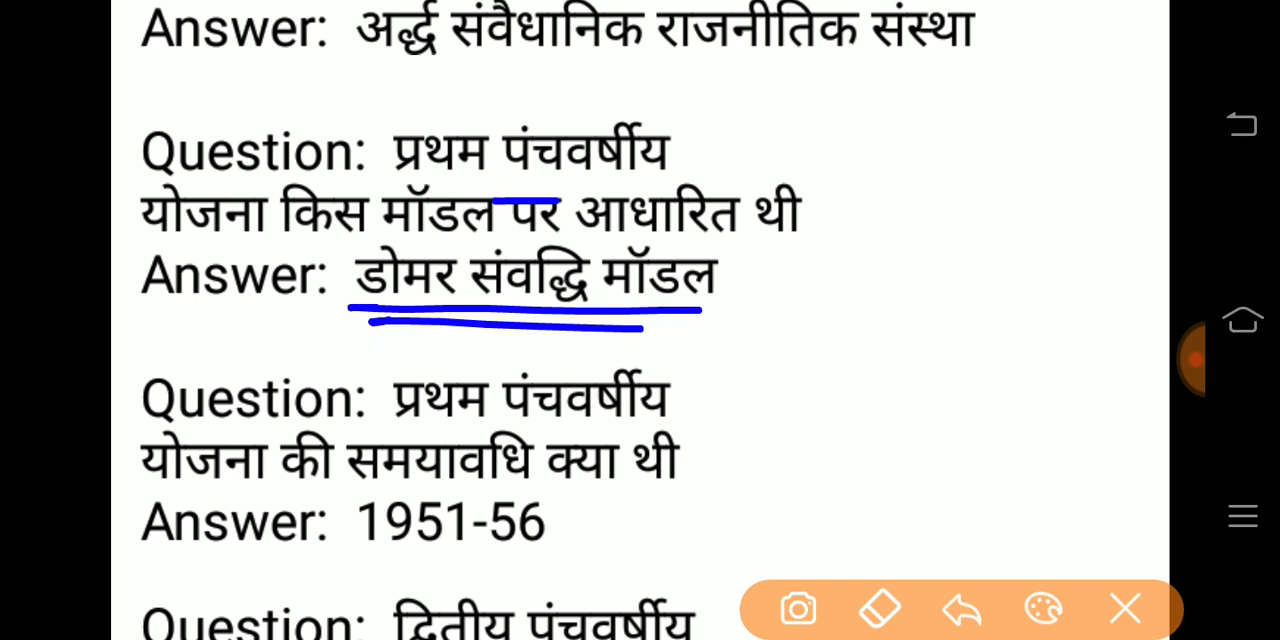 Answer: अर्द्ध संवैधानिक राजनीतिक संस्था
Question: प्रथम पंचवर्षीय
योजना किस मॉडल पर आधारित थी
Answer: डोमर संवद्धि मॉडल
Question: प्रथम पंचवर्षीय
योजना की समयावधि क्या थी
Answer: 1951-56
Question: द्वितीय पंचवर्षीय